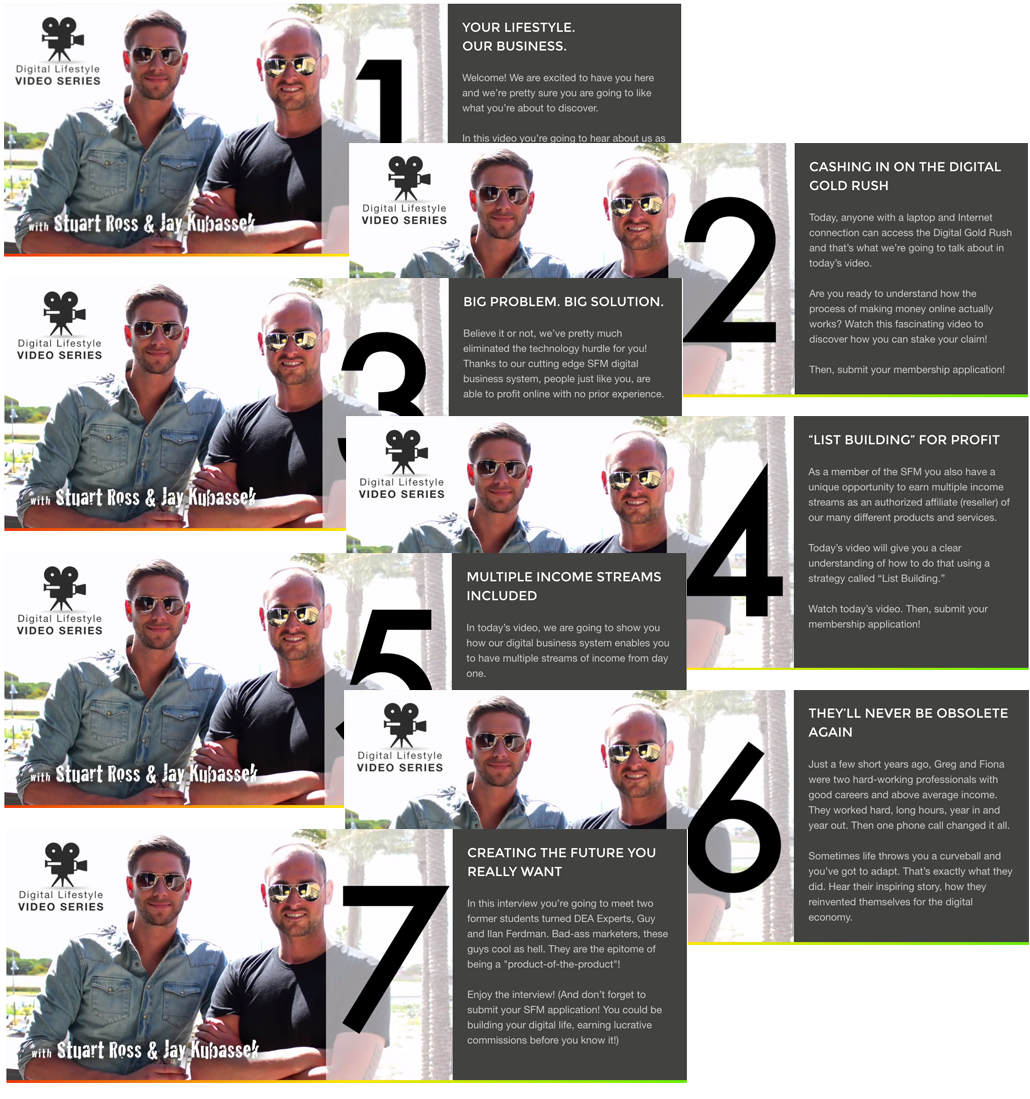 Digital Lifestyle
VIDEO SERIES
with Stuart Ross & Jay Kubassek
1
YOUR LIFESTYLE.
OUR BUSINESS.
Welcome! We are excited to have you here
and we're pretty sure you are going to like
what you're about to discover.
In this video you're going to hear about us as
Digital Lifestyle
VIDEO SERIES
2
CASHING IN ON THE DIGITAL
GOLD RUSH
Today, anyone with a laptop and Internet
connection can access the Digital Gold Rush
and that's what we're going to talk about in
today's video.
Are you ready to understand how the
process of making money online actually
works? Watch this fascinating video to
discover how you can stake your claim!
Then, submit your membership application!
Digital Lifestyle
VIDEO SERIES
with Stuart Ross & Jay Kubassek
3
BIG PROBLEM. BIG SOLUTION.
Believe it or not, we've pretty much
eliminated the technology hurdle for you!
Thanks to our cutting edge SFM digital
business system, people just like you, are
able to profit online with no prior experience.
Digital Lifestyle
VIDEO SERIES
4
“LIST BUILDING” FOR PROFIT
As a member of the SFM you also have a
unique opportunity to earn multiple income
streams as an authorized affiliate (reseller) of
our many different products and services.
Today's video will give you a clear
understanding of how to do that using a
strategy called “List Building.”
Watch today's video. Then, submit your
membership application!
Digital Lifestyle
VIDEO SERIES
with Stuart Ross & Jay Kubassek
5
MULTIPLE INCOME STREAMS
INCLUDED
In today's video, we are going to show you
how our digital business system enables you
to have multiple streams of income from day
one.
Digital Lifestyle
VIDEO SERIES
6
THEY'LL NEVER BE OBSOLETE
AGAIN
Just a few short years ago, Greg and Fiona
were two hard-working professionals with
good careers and above average income.
They worked hard, long hours, year in and
year out. Then one phone call changed it all.
Sometimes life throws you a curveball and
you've got to adapt. That's exactly what they
did. Hear their inspiring story, how they
reinvented themselves for the digital
economy.
Digital Lifestyle
VIDEO SERIES
with Stuart Ross & Jay Kubassek
7
CREATING THE FUTURE YOU
REALLY WANT
In this interview you're going to meet two
former students turned DEA Experts, Guy
and Ilan Ferdman. Bad-ass marketers, these
guys cool as hell. They are the epitome of
being a "product-of-the-product"!
Enjoy the interview! (And don't forget to
submit your SFM application! You could be
building your digital life, earning lucrative
commissions before you know it!)